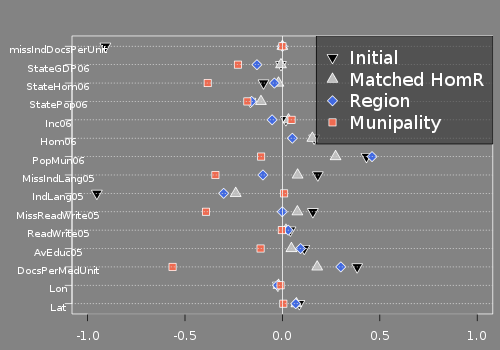 missIndDocsPerUnit
StateGDP06
StateHom06
StatePop06
Inc06
Hom06
PopMun06
MissIndLang05
IndLang05
MissReadWrite05
ReadWrite05
AvEduc05
DocsPerMedUnit
Lon
Lat
Initial
Matched HomR
Region
Munipality
-1.0 -0.5 0.0 0.5 1.0